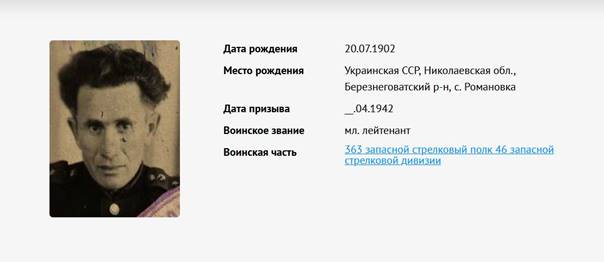 Дата рождения 20.07.1902
Место рождения Украинская ССР, Николаевская обл.,
Березнеговатский р-н, с. Романовка
Дата призыва __.04.1942
Воинское звание мл. лейтенант
Воинская часть 363 запасной стрелковый полк 46 запасной
стрелковой дивизии